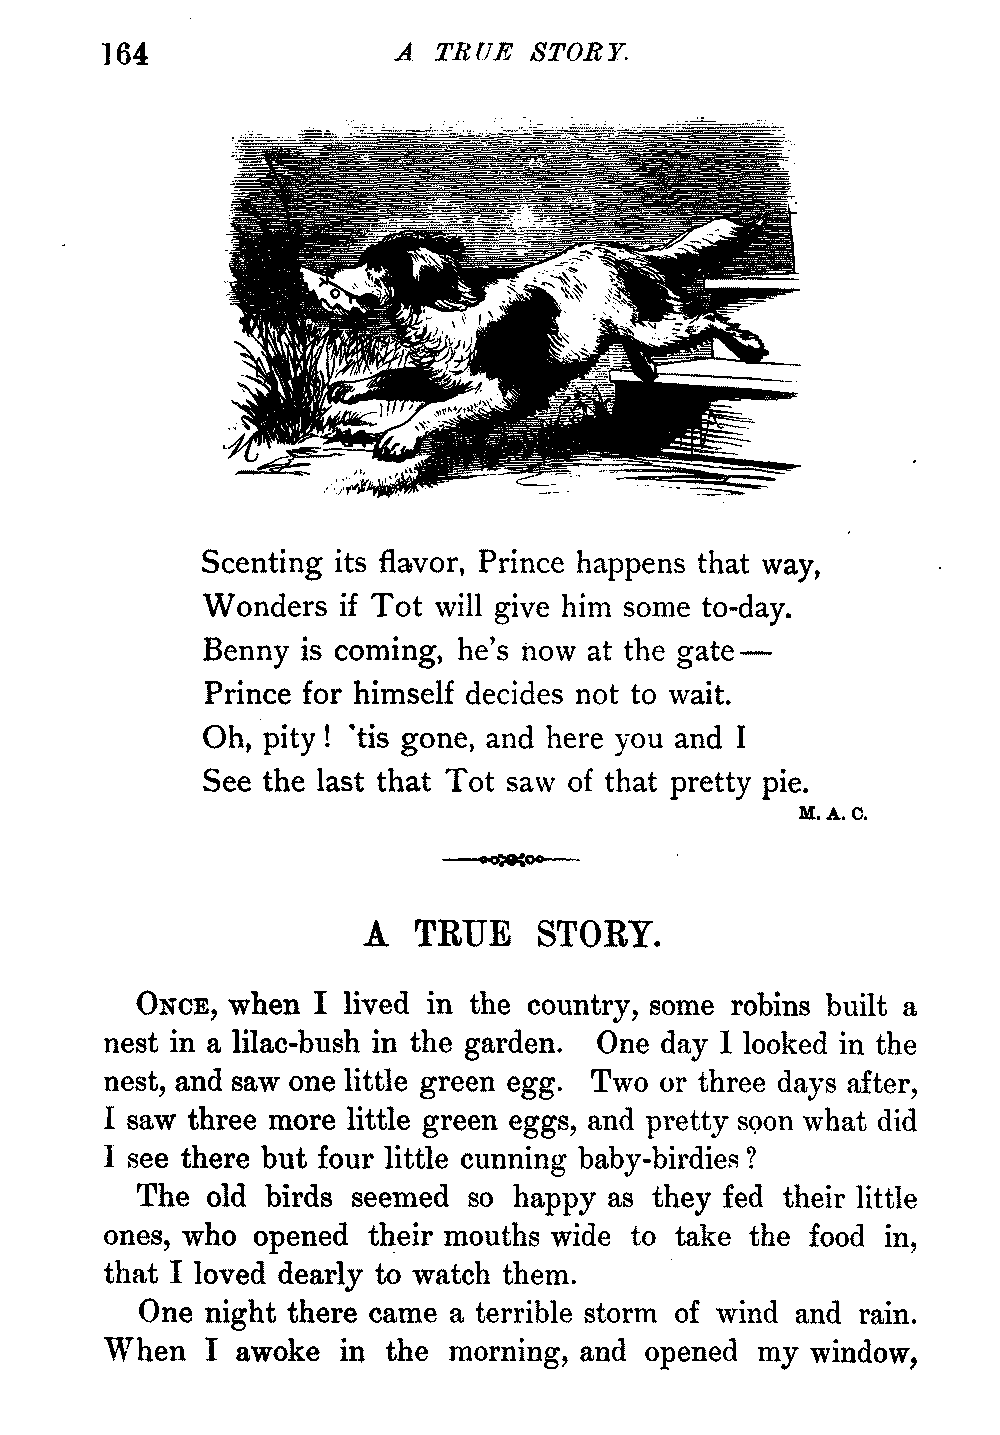 164 A TRUE STORY.
Scenting its flavor, Prince happens that way,
Wonders if Tot will give him some to-day.
Benny is coming, he's now at the gate—
Prince for himself decides not to wait.
Oh, pity! 'tis gone, and here you and I
See the last that Tot saw of that pretty pie.
M. A. C.
A TRUE STORY.
ONCE, when I lived in the country, some robins built a
nest in a lilac-bush in the garden. One day I looked in the
nest, and saw one little green egg. Two or three days after,
I saw three more little green eggs, and pretty soon what did
I see there but four little cunning baby-birdies?
The old birds seemed so happy as they fed their little
ones, who opened their mouths wide to take the food in,
that I loved dearly to watch them.
One night there came a terrible storm of wind and rain.
When I awoke in the morning, and opened my window,